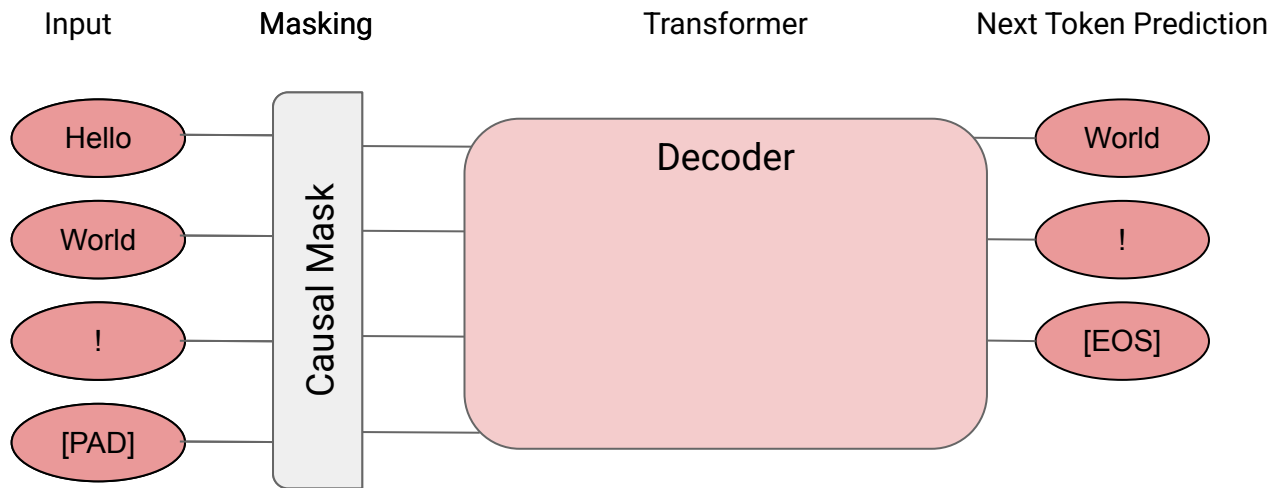 Input Masking Transformer Next Token Prediction
Hello
World
!
[PAD]
Causal Mask
Decoder
World
!
[EOS]